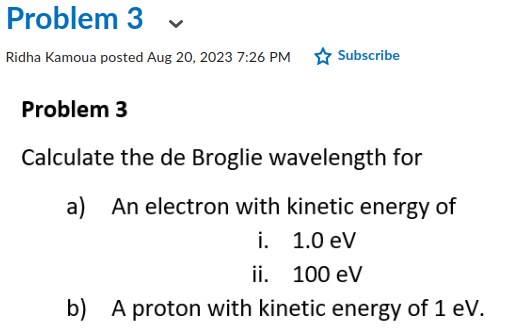 Problem 3
Ridha Kamoua posted Aug 20, 2023 7:26 PM Subscribe
Problem 3
Calculate the de Broglie wavelength for
a) An electron with kinetic energy of
i. 1.0 eV
ii. 100 eV
b) A proton with kinetic energy of 1 eV.